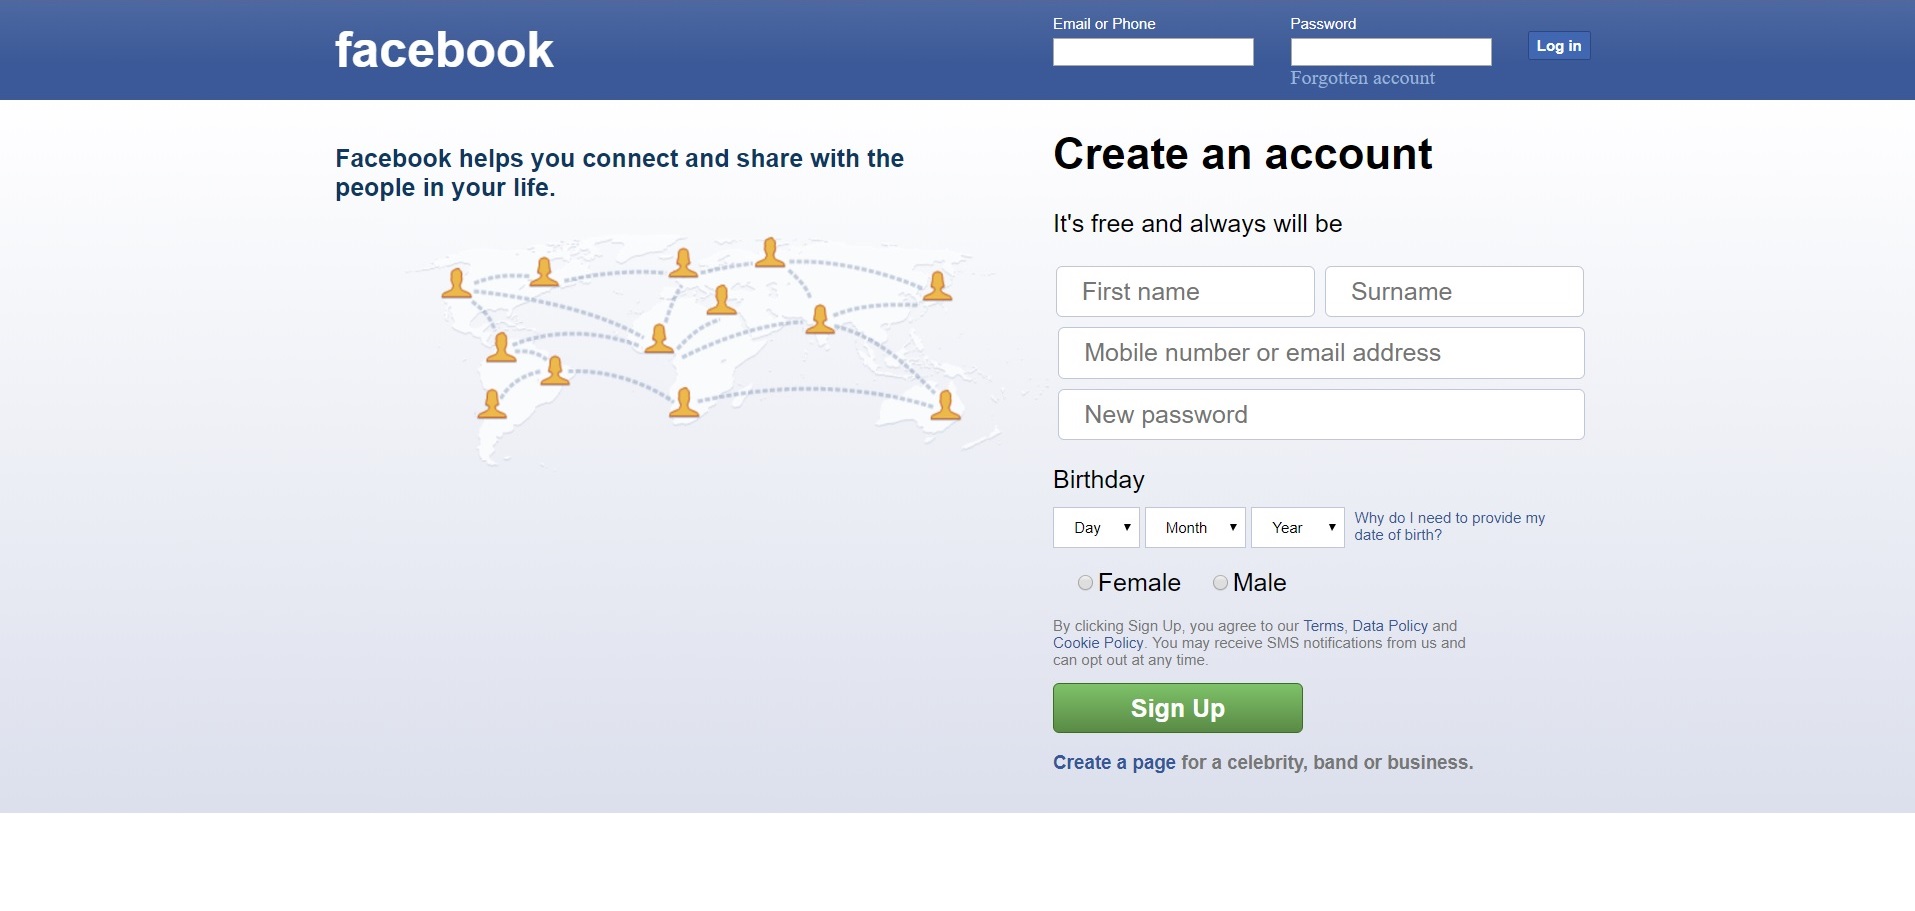 facebook
Email or Phone
Password
Log in
Forgotten account
Facebook helps you connect and share with the
people in your life.
Create an account
It's free and always will be
First name
Surname
Mobile number or email address
New password
Birthday
Day
Month
Year
Why do I need to provide my
date of birth?
Female
Male
By clicking Sign Up, you agree to our Terms, Data Policy and
Cookie Policy. You may receive SMS notifications from us and
can opt out at any time.
Sign Up
Create a page for a celebrity, band or business.